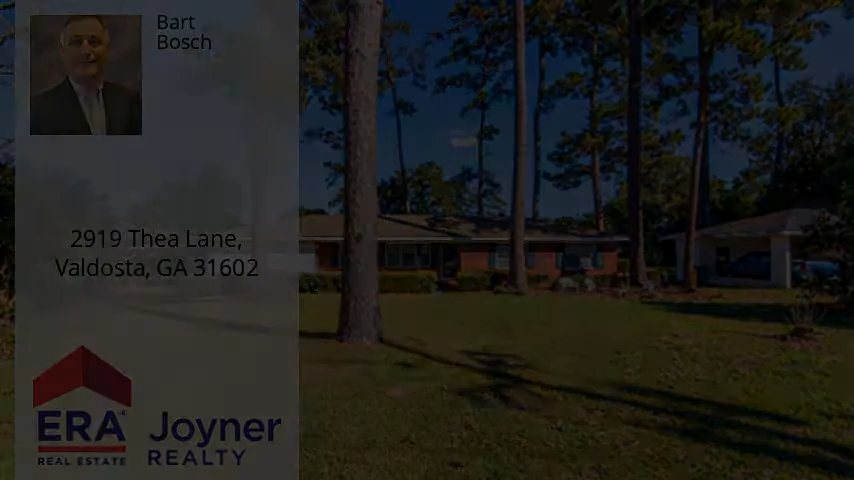 Bart
Bosch
2919 Thea Lane,
Valdosta, GA 31602
ERA
REAL ESTATE
Joyner
REALTY